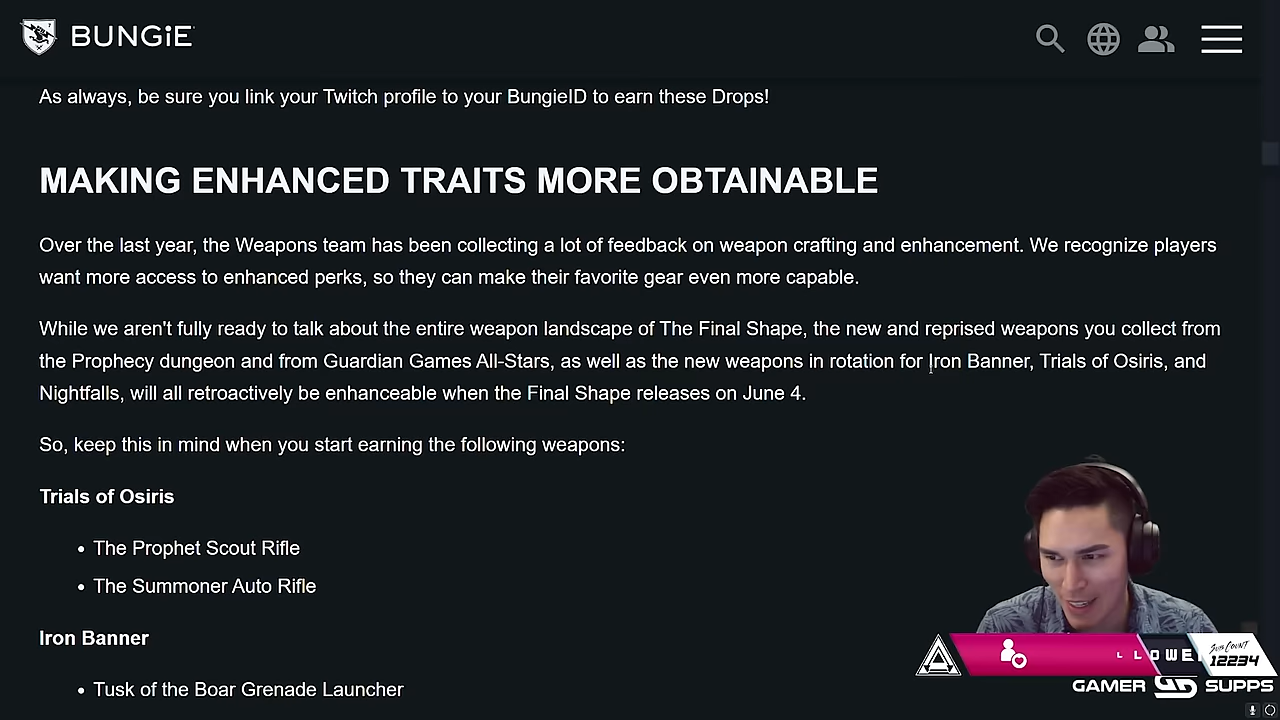 BUNGiE
As always, be sure you link your Twitch profile to your BungieID to earn these Drops!
MAKING ENHANCED TRAITS MORE OBTAINABLE
Over the last year, the Weapons team has been collecting a lot of feedback on weapon crafting and enhancement. We recognize players
want more access to enhanced perks, so they can make their favorite gear even more capable.
While we aren't fully ready to talk about the entire weapon landscape of The Final Shape, the new and reprised weapons you collect from
the Prophecy dungeon and from Guardian Games All-Stars, as well as the new weapons in rotation for Iron Banner, Trials of Osiris, and
Nightfalls, will all retroactively be enhanceable when the Final Shape releases on June 4.
So, keep this in mind when you start earning the following weapons:
Trials of Osiris
• The Prophet Scout Rifle
• The Summoner Auto Rifle
Iron Banner
• Tusk of the Boar Grenade Launcher
SUB COUNT
12234
GAMER SUPPS